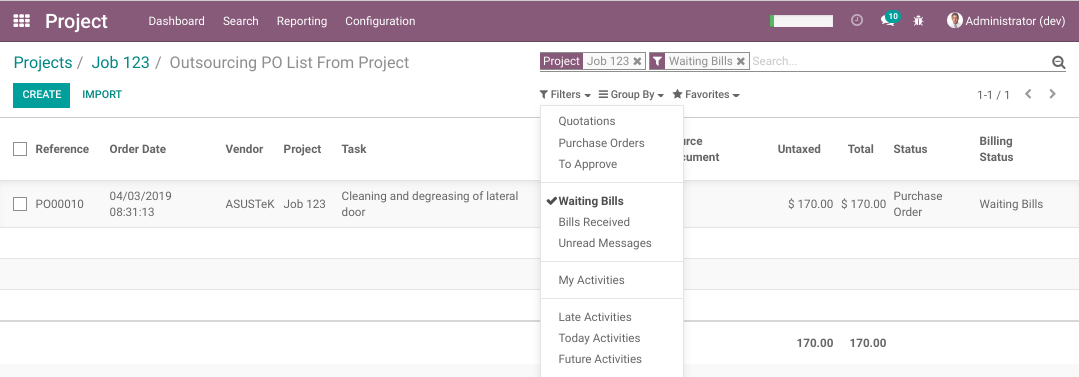 Project Dashboard Search Reporting Configuration 10 Administrator (dev)
Projects / Job 123 / Outsourcing PO List From Project Project Job 123 Waiting Bills Search...
CREATE IMPORT Filters Group By Favorites 1-1 / 1
Quotations
Purchase Orders
To Approve
Waiting Bills
Bills Received
Unread Messages
My Activities
Late Activities
Today Activities
Future Activities
Reference Order Date Vendor Project Task Untaxed Total Status Billing
Status
PO00010 04/03/2019
08:31:13 ASUSTeK Job 123 Cleaning and degreasing of lateral
door $ 170.00 $ 170.00 Purchase
Order Waiting Bills
170.00 170.00